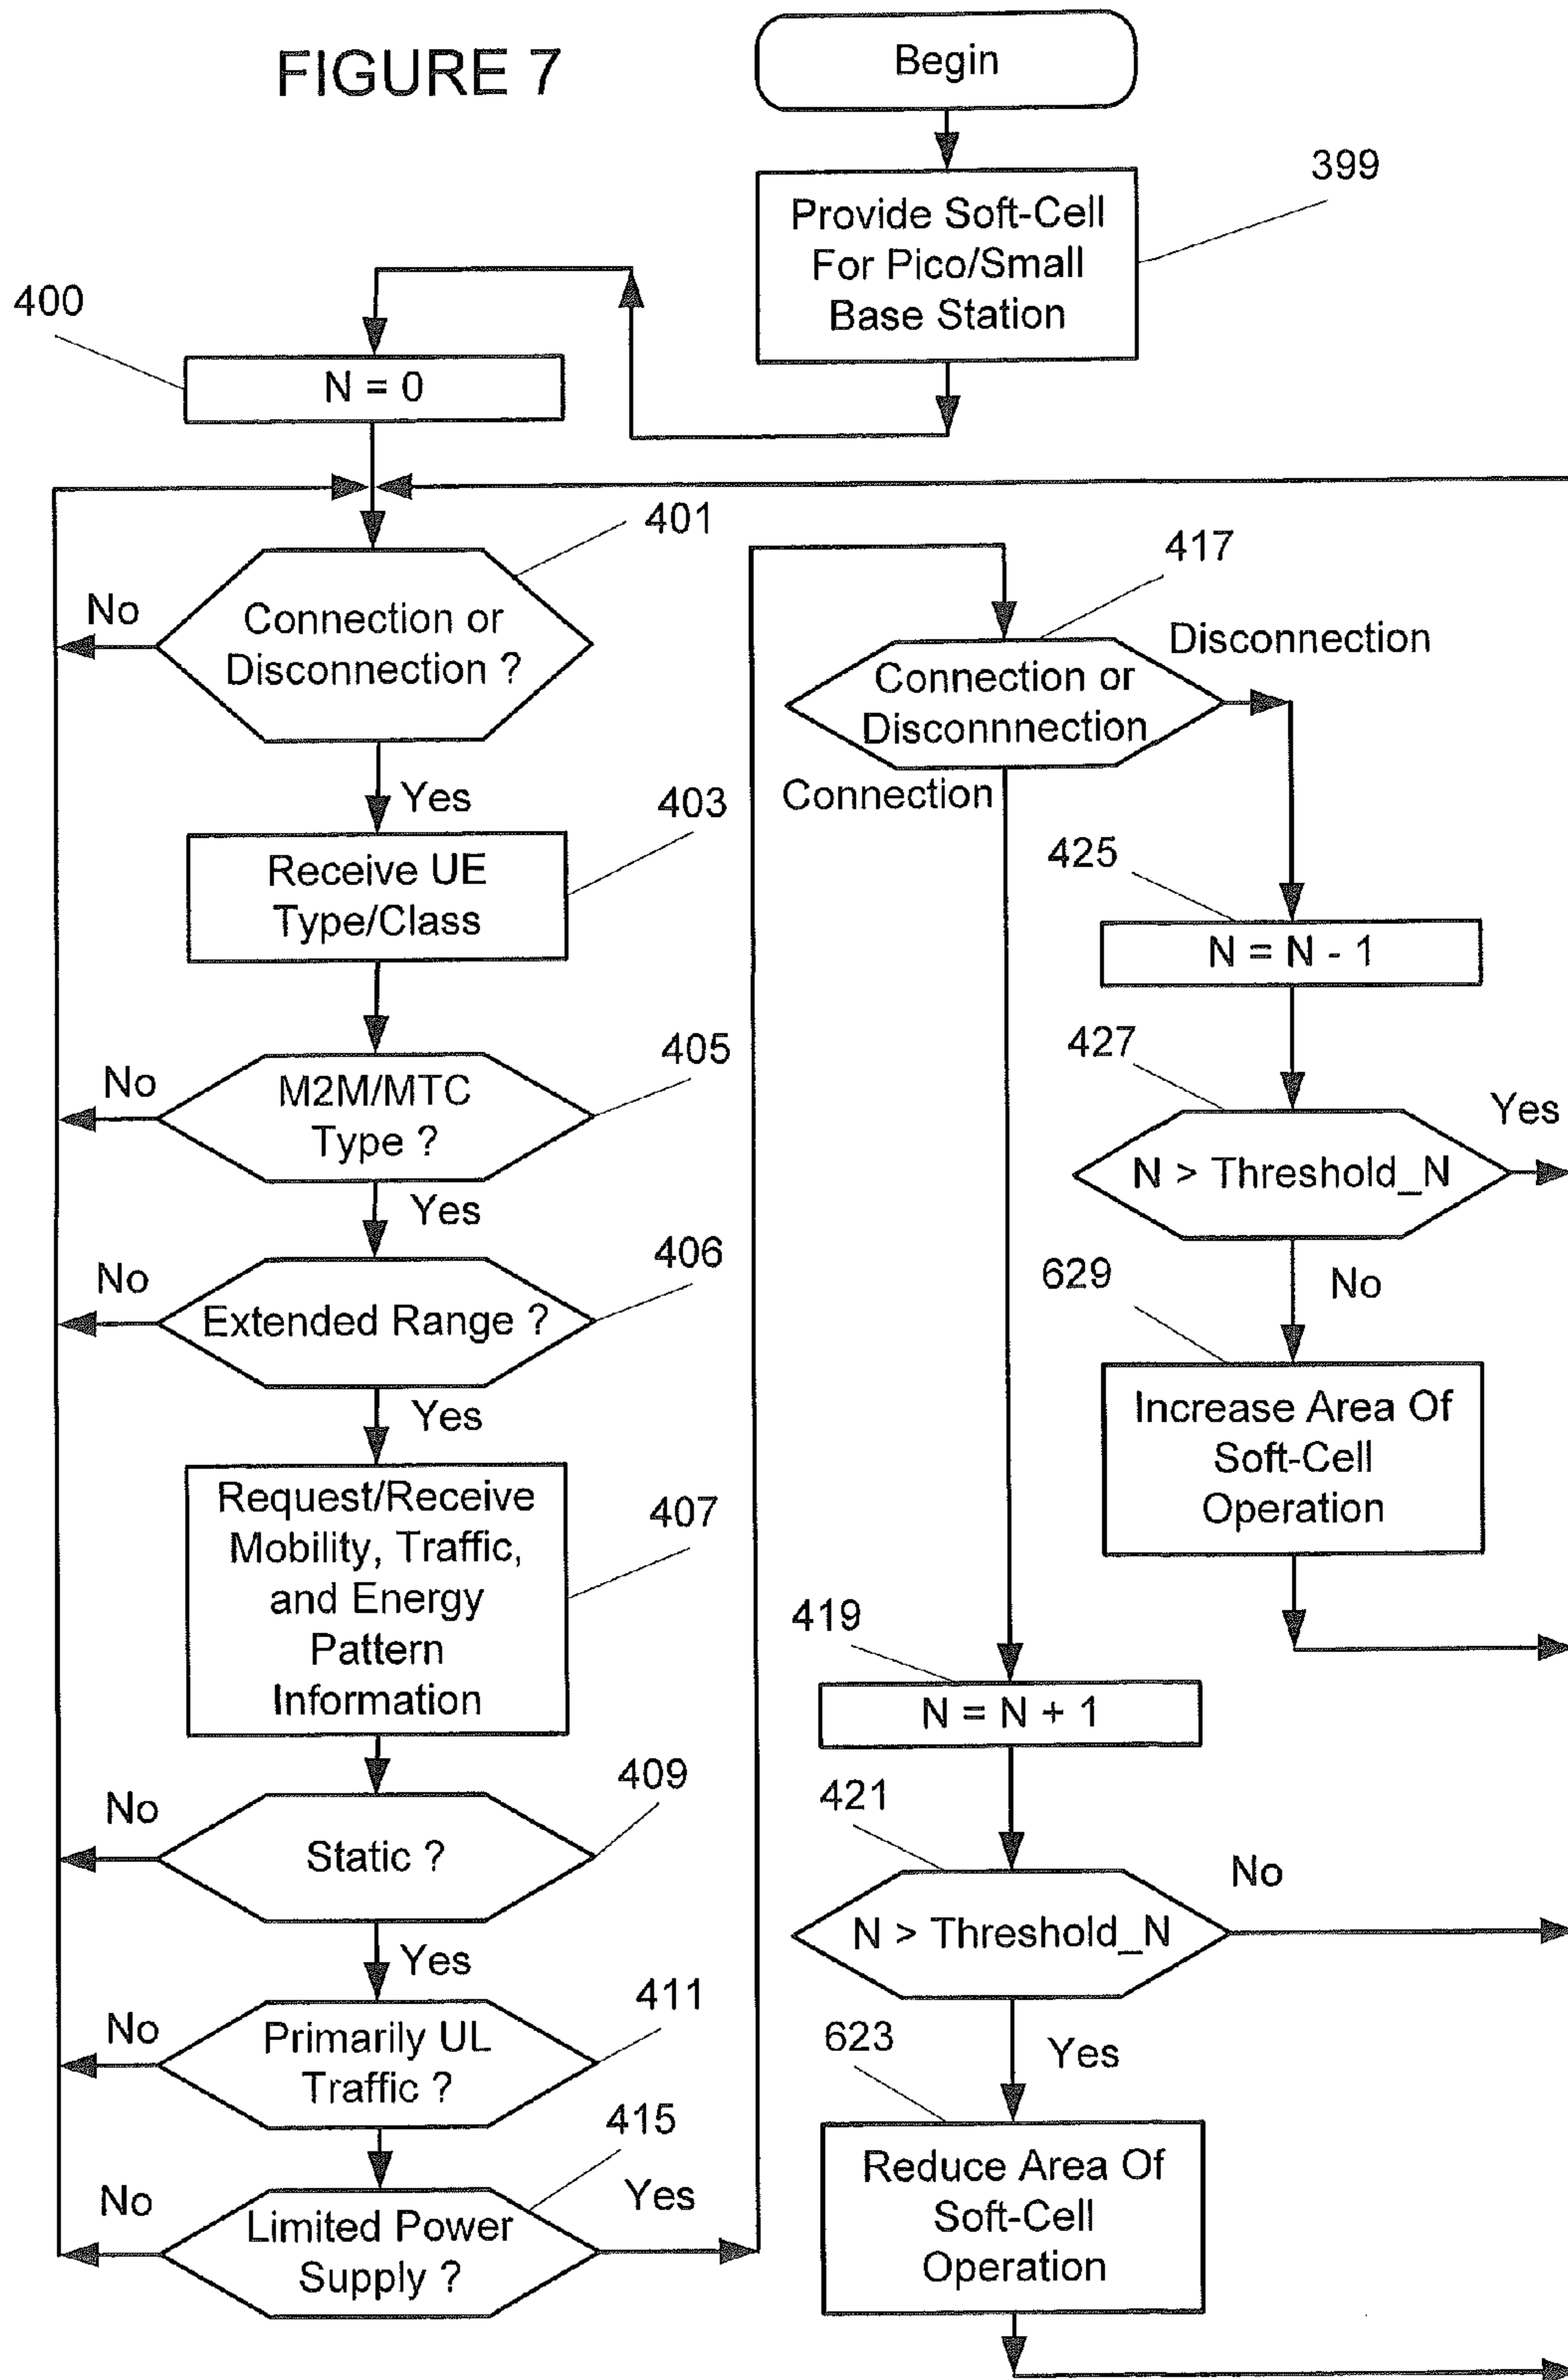 FIGURE 7
Begin
399
Provide Soft-Cell
For Pico/Small
Base Station
400
N = 0
401
Connection or
Disconnection ?
No
Yes
403
Receive UE
Type/Class
405
M2M/MTC
Type ?
No
Yes
406
Extended Range ?
No
Yes
407
Request/Receive
Mobility, Traffic,
and Energy
Pattern
Information
409
Static ?
No
Yes
411
Primarily UL
Traffic ?
No
415
Limited Power
Supply ?
No
Yes
417
Connection or
Disconnnection
Disconnection
Connection
425
N = N - 1
427
N > Threshold_N
Yes
No
629
Increase Area Of
Soft-Cell
Operation
419
N = N + 1
421
N > Threshold_N
No
Yes
623
Reduce Area Of
Soft-Cell
Operation